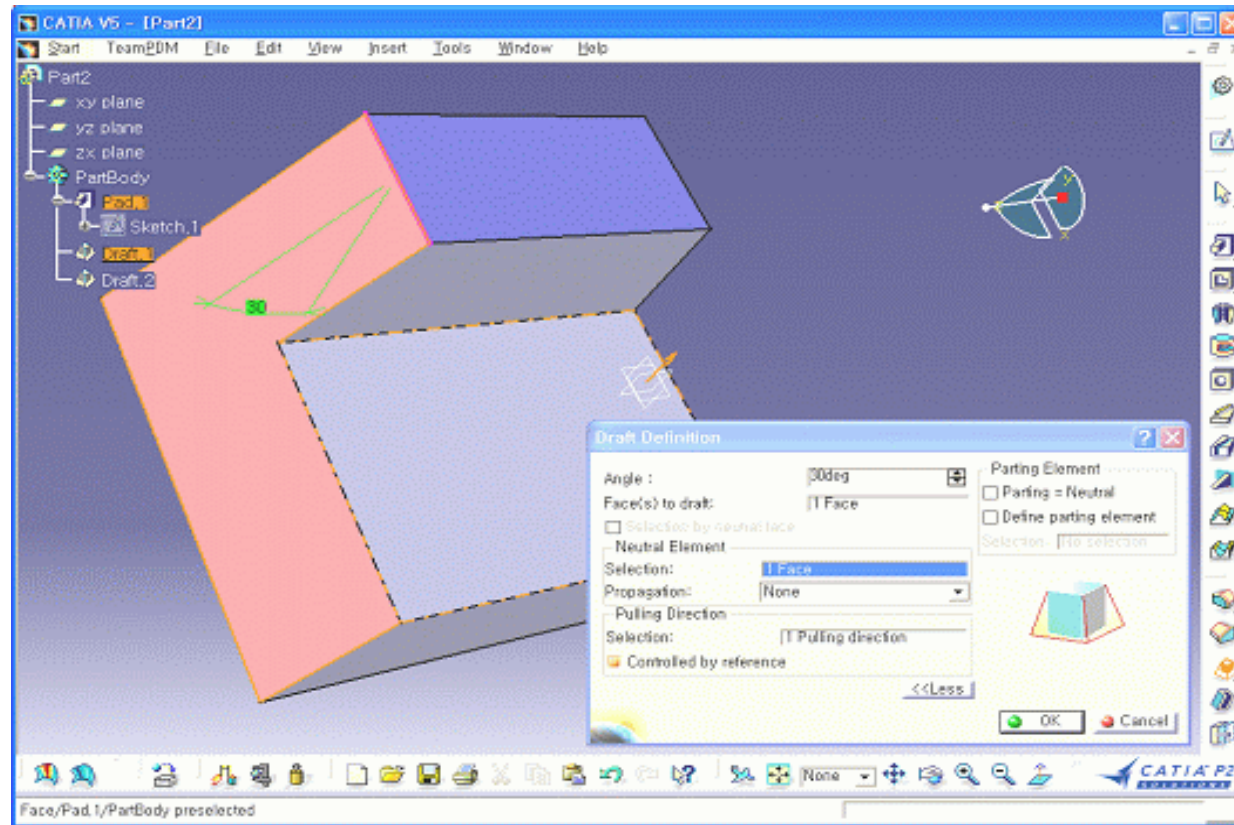 CATIA V5 - [Part2]
Start TeamPDM File Edit View Insert Tools Window Help
Part2
xy plane
yz plane
zx plane
PartBody
Pad.1
Sketch.1
Draft.1
Draft.2
30
y
x
Draft Definition
Angle : 30deg
Face(s) to draft: 1 Face
Selection by neutral face
Neutral Element
Selection: 1 Face
Propagation: None
Pulling Direction
Selection: 1 Pulling direction
Controlled by reference
<<Less
Parting Element
Parting = Neutral
Define parting element
Selection: No selection
OK Cancel
None
CATIA P2
SOLUTIONS
Face/Pad.1/PartBody preselected